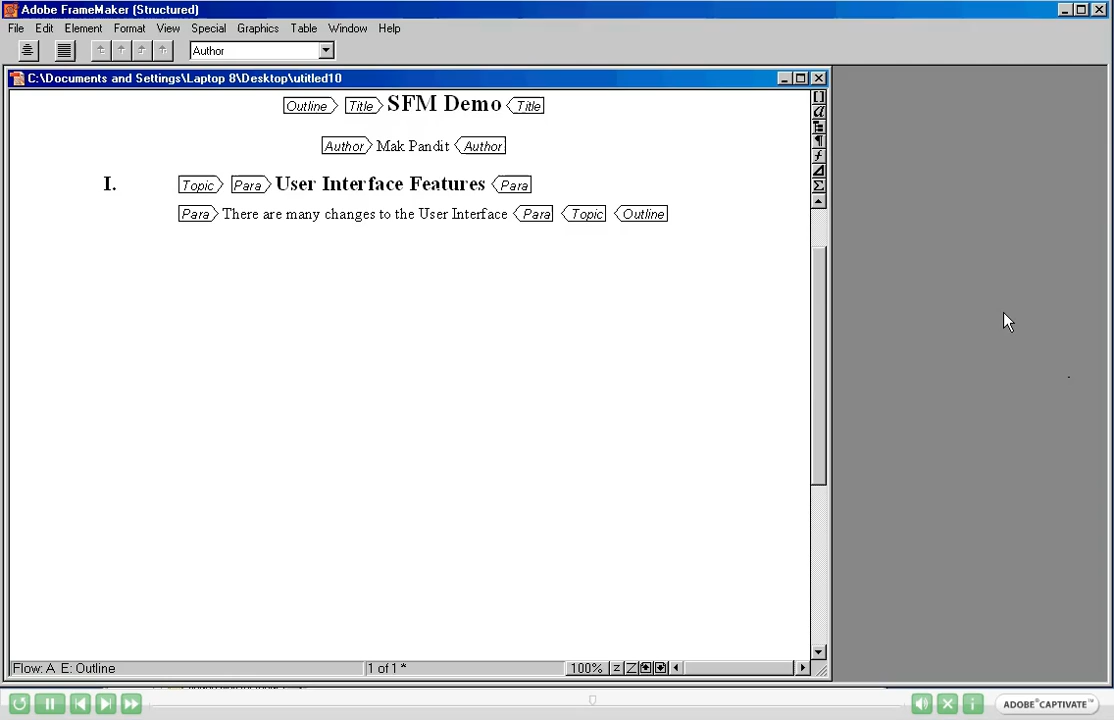 Adobe FrameMaker (Structured)
File Edit Element Format View Special Graphics Table Window Help
Author
C:\Documents and Settings\Laptop 8\Desktop\utitled10
Outline Title SFM Demo Title
Author Mak Pandit Author
I. Topic Para User Interface Features Para
Para There are many changes to the User Interface Para Topic Outline
Flow: A E: Outline 1 of 1 * 100% z Z
ADOBE® CAPTIVATE™